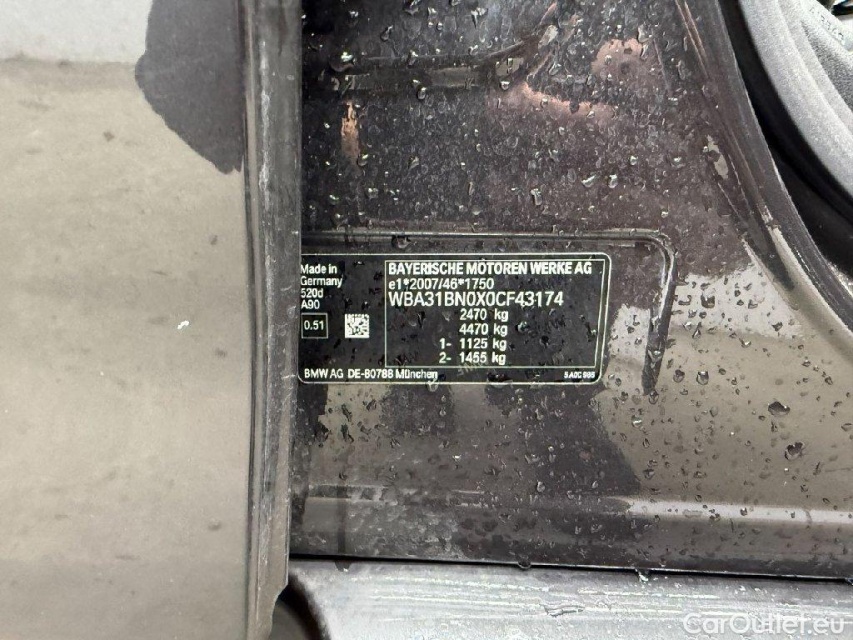 Made in
Germany
520d
A90
0.51
BAYERISCHE MOTOREN WERKE AG
e1*2007/46*1750
WBA31BN0X0CF43174
2470 kg
4470 kg
1- 1125 kg
2- 1455 kg
BMW AG DE-80788 München
CarOutlet.eu